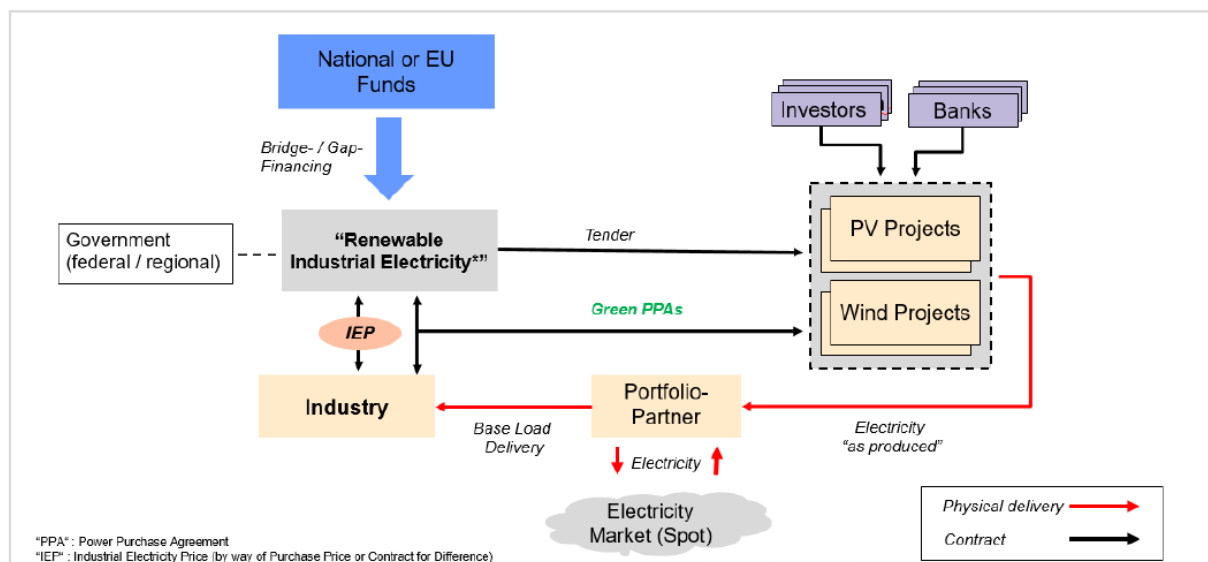 National or EU
Funds
Investors
Banks
Bridge- / Gap-
Financing
Government
(federal / regional)
“Renewable
Industrial Electricity*”
Tender
PV Projects
Green PPAs
Wind Projects
IEP
Industry
Portfolio-
Partner
Base Load
Delivery
Electricity
“as produced”
Electricity
Electricity
Market (Spot)
Physical delivery
Contract
“PPA“ : Power Purchase Agreement
“IEP“ : Industrial Electricity Price (by way of Purchase Price or Contract for Difference)